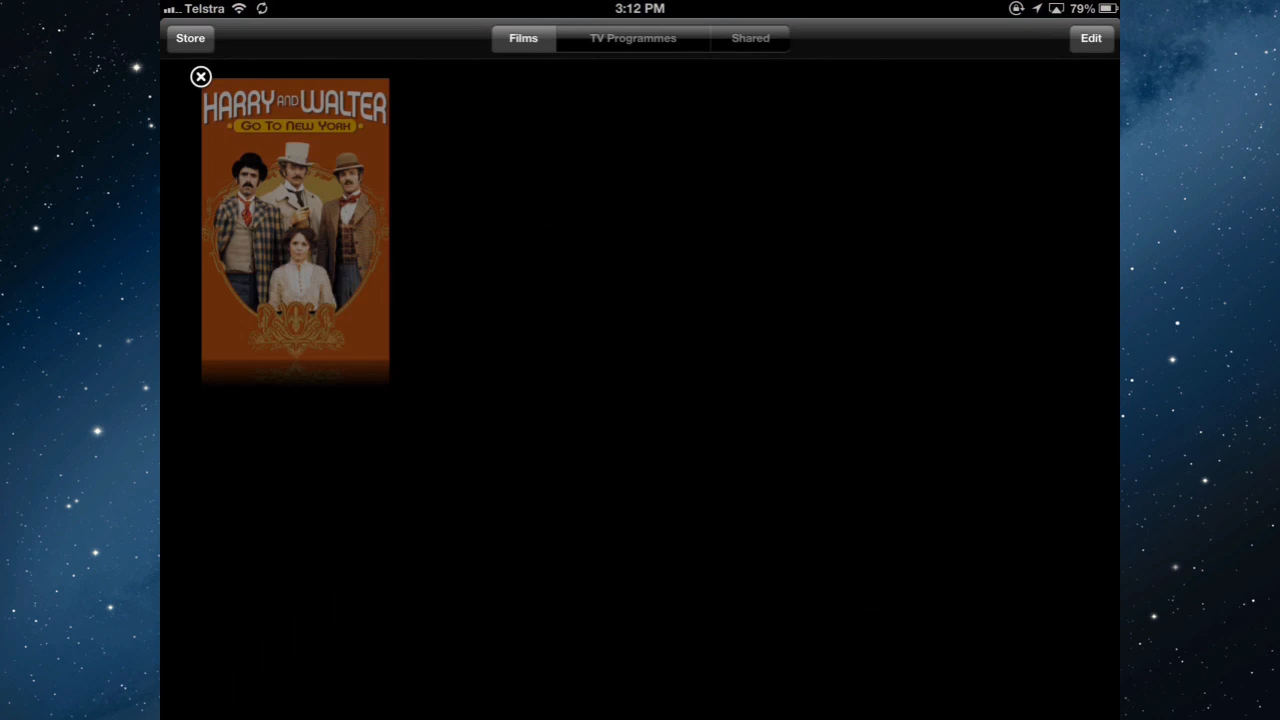 Telstra 3:12 PM 79%
Store Films TV Programmes Shared Edit
HARRY AND WALTER
GO TO NEW YORK